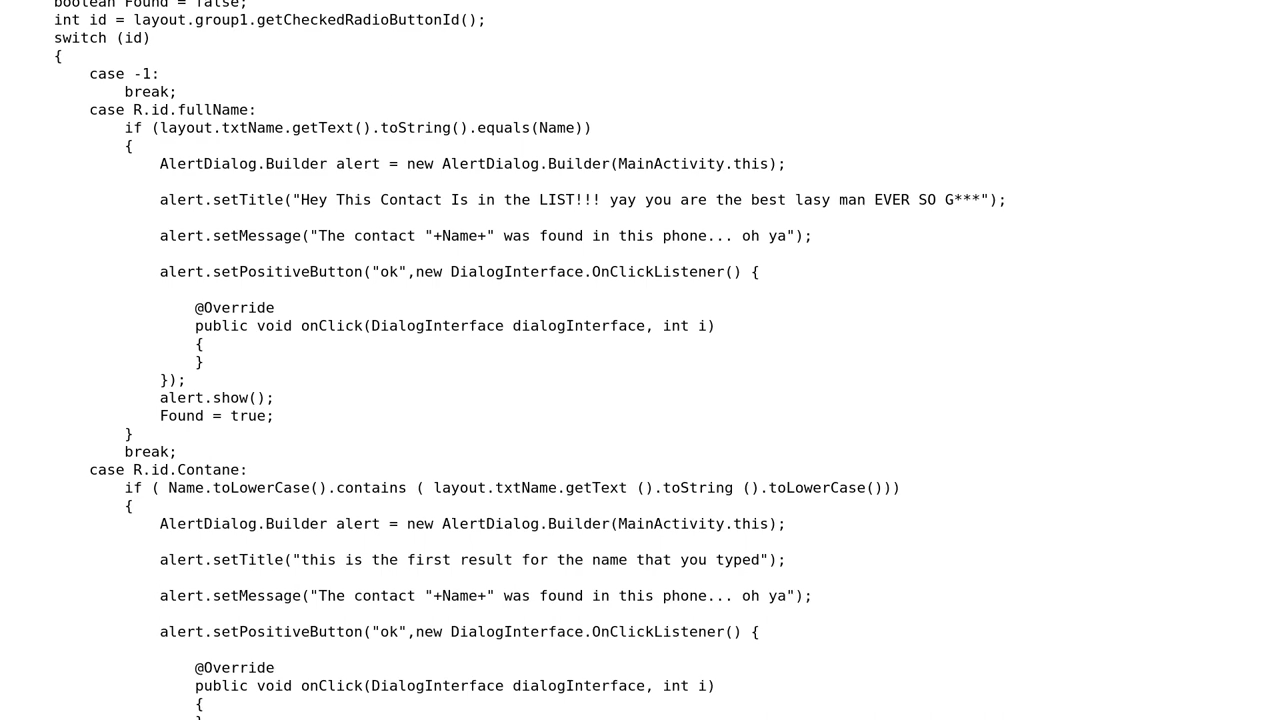 boolean Found = false;
int id = layout.group1.getCheckedRadioButtonId();
switch (id)
{
case -1:
break;
case R.id.fullName:
if (layout.txtName.getText().toString().equals(Name))
{
AlertDialog.Builder alert = new AlertDialog.Builder(MainActivity.this);
alert.setTitle("Hey This Contact Is in the LIST!!! yay you are the best lasy man EVER SO G***");
alert.setMessage("The contact "+Name+" was found in this phone... oh ya");
alert.setPositiveButton("ok",new DialogInterface.OnClickListener() {
@Override
public void onClick(DialogInterface dialogInterface, int i)
{
}
});
alert.show();
Found = true;
}
break;
case R.id.Contane:
if ( Name.toLowerCase().contains ( layout.txtName.getText ().toString ().toLowerCase()))
{
AlertDialog.Builder alert = new AlertDialog.Builder(MainActivity.this);
alert.setTitle("this is the first result for the name that you typed");
alert.setMessage("The contact "+Name+" was found in this phone... oh ya");
alert.setPositiveButton("ok",new DialogInterface.OnClickListener() {
@Override
public void onClick(DialogInterface dialogInterface, int i)
{
}